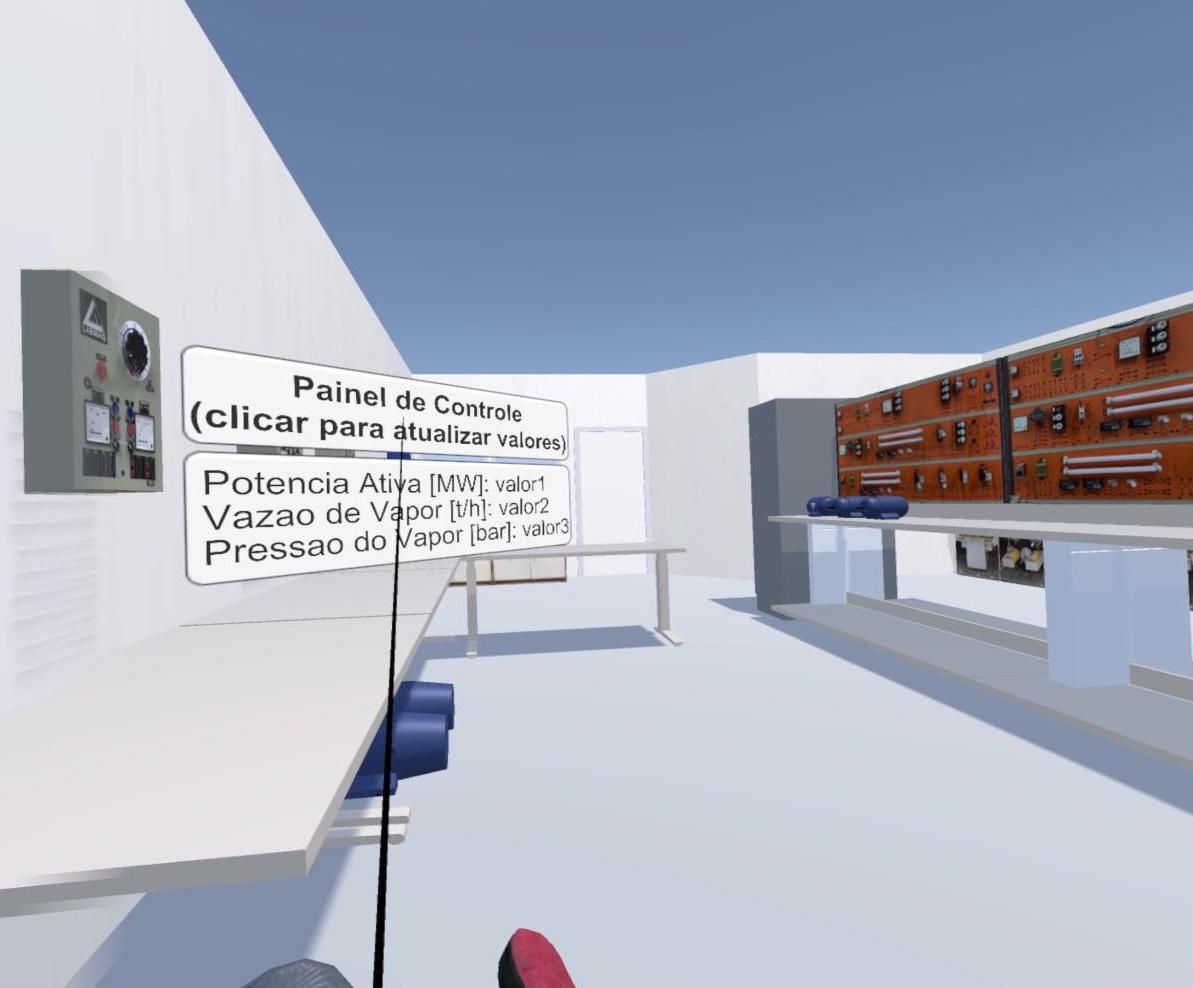 Painel de Controle
(clicar para atualizar valores)
Potencia Ativa [MW]: valor1
Vazao de Vapor [t/h]: valor2
Pressao do Vapor [bar]: valor3